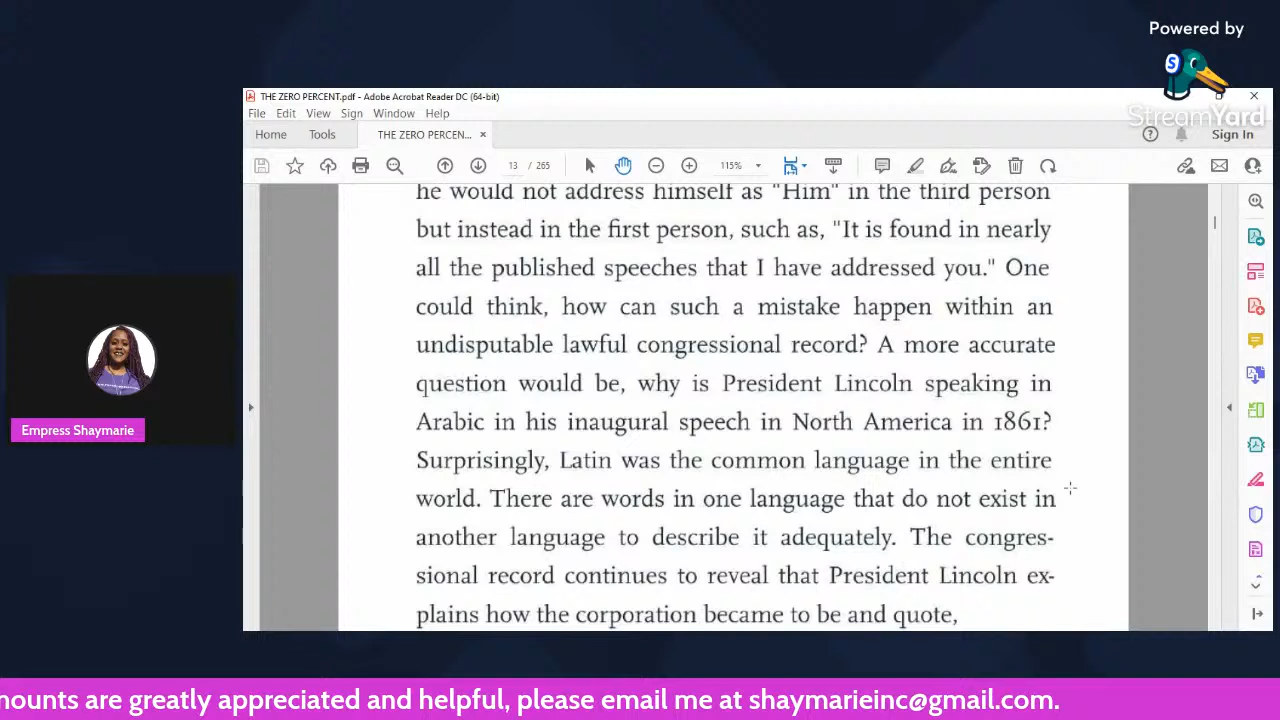 Powered by
StreamYard
THE ZERO PERCENT.pdf - Adobe Acrobat Reader DC (64-bit)
File Edit View Sign Window Help
Home Tools THE ZERO PERCEN... × Sign In
13 / 265 115%
he would not address himself as "Him" in the third person
but instead in the first person, such as, "It is found in nearly
all the published speeches that I have addressed you." One
could think, how can such a mistake happen within an
undisputable lawful congressional record? A more accurate
question would be, why is President Lincoln speaking in
Arabic in his inaugural speech in North America in 1861?
Surprisingly, Latin was the common language in the entire
world. There are words in one language that do not exist in
another language to describe it adequately. The congres-
sional record continues to reveal that President Lincoln ex-
plains how the corporation became to be and quote,
Empress Shaymarie
mounts are greatly appreciated and helpful, please email me at shaymarieinc@gmail.com.